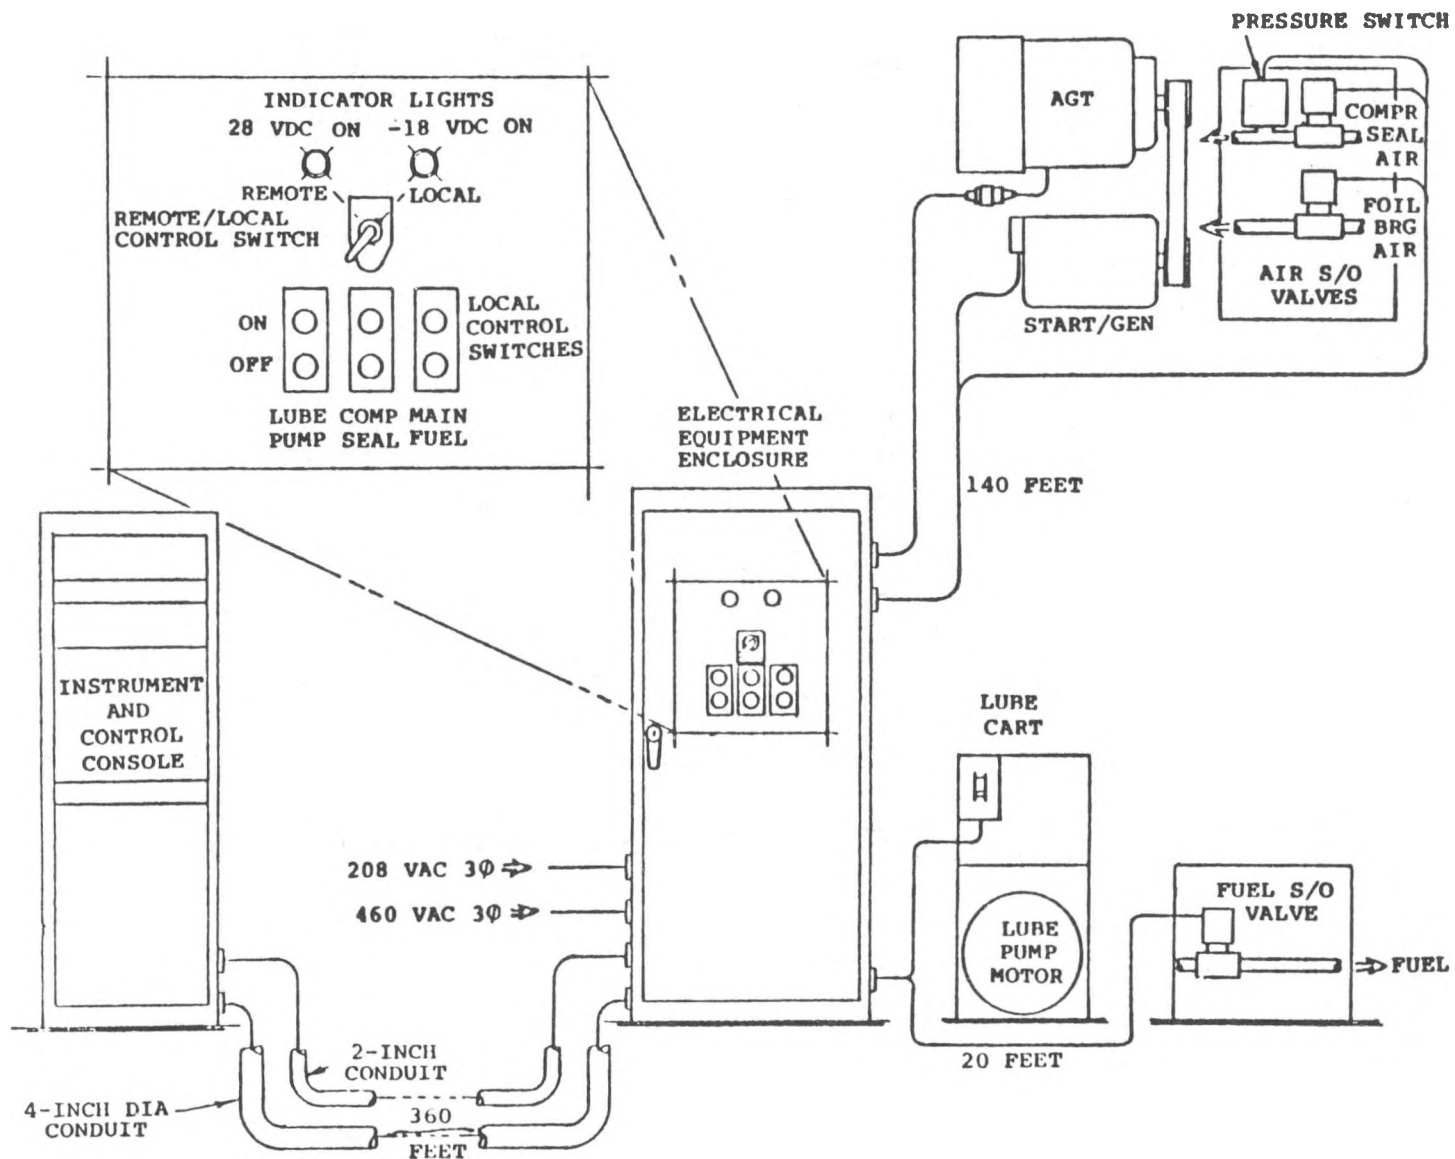 PRESSURE SWITCH
INDICATOR LIGHTS
28 VDC ON
-18 VDC ON
REMOTE
LOCAL
REMOTE/LOCAL
CONTROL SWITCH
ON
OFF
LOCAL
CONTROL
SWITCHES
LUBE
PUMP
COMP
SEAL
MAIN
FUEL
AGT
COMPR
SEAL
AIR
FOIL
BRG
AIR
AIR S/O
VALVES
START/GEN
ELECTRICAL
EQUIPMENT
ENCLOSURE
140 FEET
INSTRUMENT
AND
CONTROL
CONSOLE
LUBE
CART
208 VAC 3Ø
460 VAC 3Ø
LUBE
PUMP
MOTOR
FUEL S/O
VALVE
FUEL
20 FEET
2-INCH
CONDUIT
4-INCH DIA
CONDUIT
360
FEET